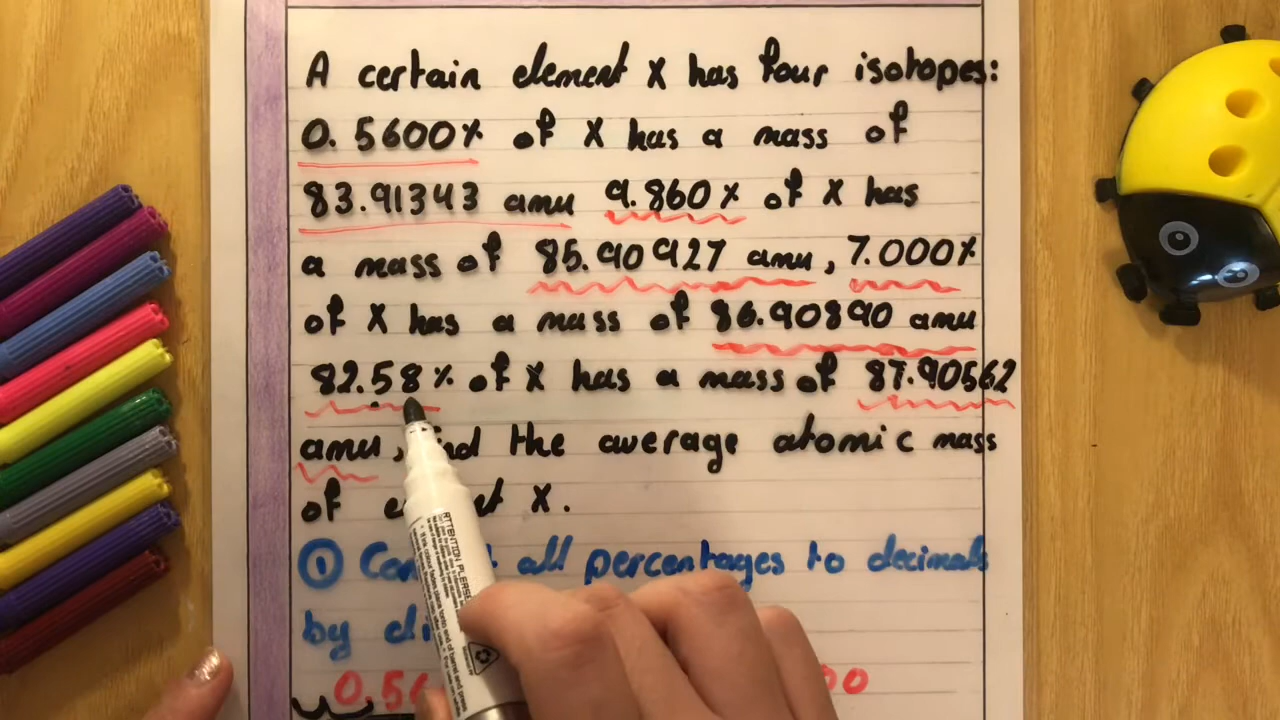 A certain element X has four isotopes:
0.5600% of X has a mass of
83.91343 amu 9.860% of X has
a mass of 85.90927 amu, 7.000%
of X has a mass of 86.90890 amu
82.58% of X has a mass of 87.90562
amu, the average atomic mass
of X.
① all percentages to decimals
by
ATTENTION PLEASE